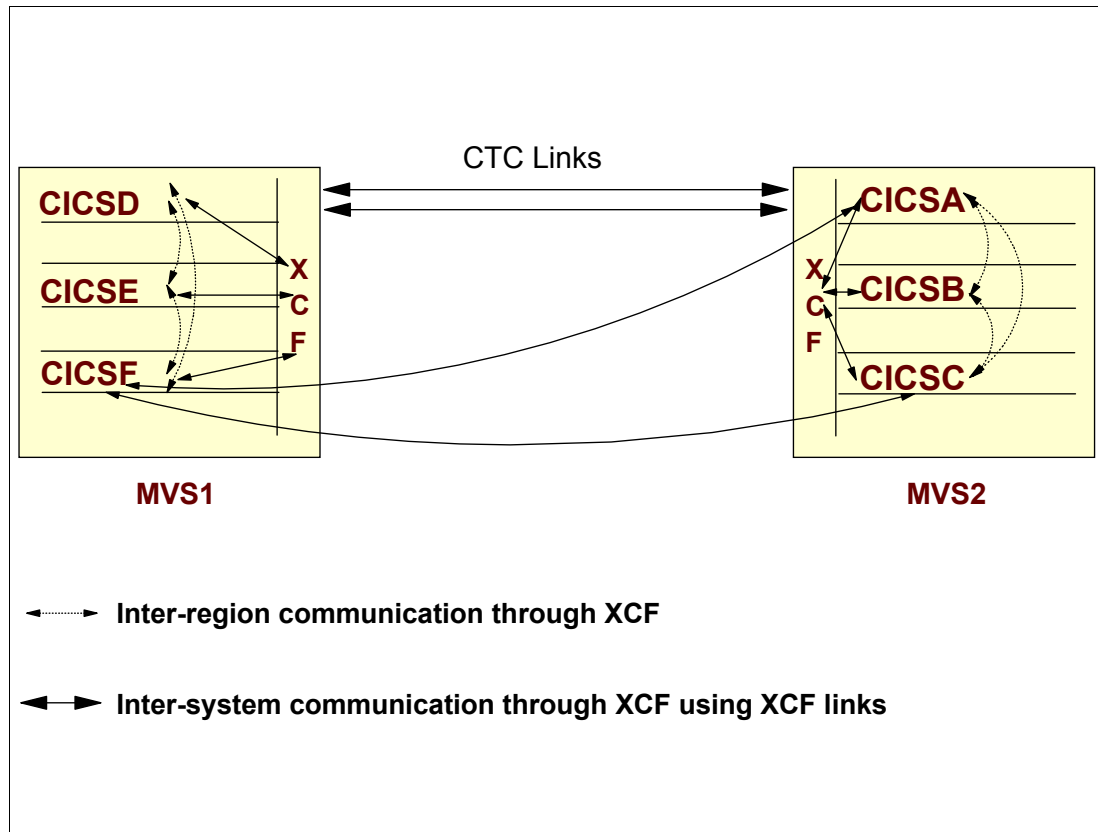 CTC Links
CICSD
CICSE
CICSF
X
C
F
X
C
F
CICSA
CICSB
CICSC
MVS1
MVS2
Inter-region communication through XCF
Inter-system communication through XCF using XCF links